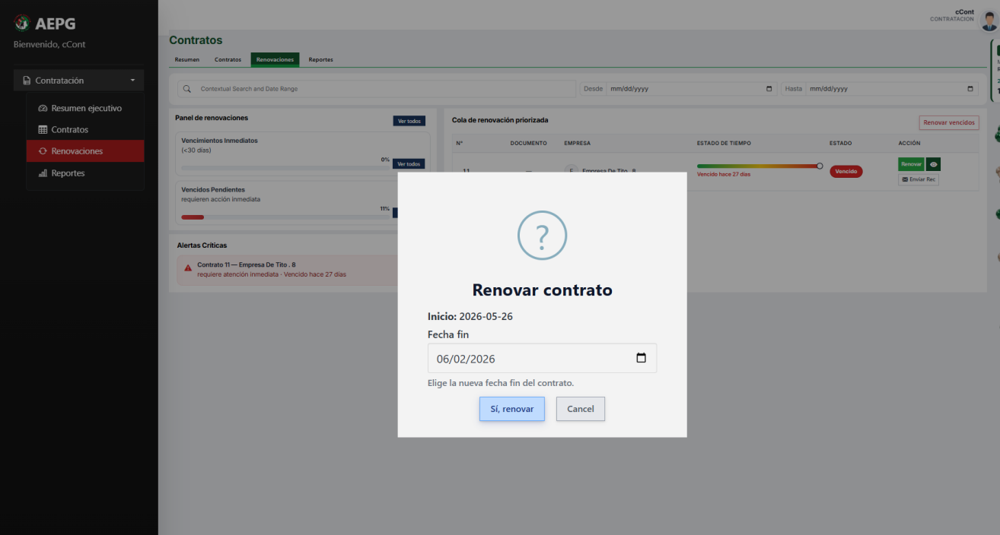 AEPG
Bienvenido, cCont
Contratación
Resumen ejecutivo
Contratos
Renovaciones
Reportes
cCont
CONTRATACION
Contratos
Resumen Contratos Renovaciones Reportes
Contextual Search and Date Range
Desde mm/dd/yyyy
Hasta mm/dd/yyyy
Panel de renovaciones
Ver todos
Vencimientos Inmediatos
(<30 días)
0%
Ver todos
Vencidos Pendientes
requieren acción inmediata
11%
Alertas Críticas
Contrato 11 — Empresa De Tito . 8
requiere atención inmediata · Vencido hace 27 días
Cola de renovación priorizada
Renovar vencidos
N° DOCUMENTO EMPRESA ESTADO DE TIEMPO ESTADO ACCIÓN
11 — E Empresa De Tito . 8
Vencido hace 27 días
Vencido
Renovar
Enviar Rec
?
Renovar contrato
Inicio: 2026-05-26
Fecha fin
06/02/2026
Elige la nueva fecha fin del contrato.
Sí, renovar
Cancel